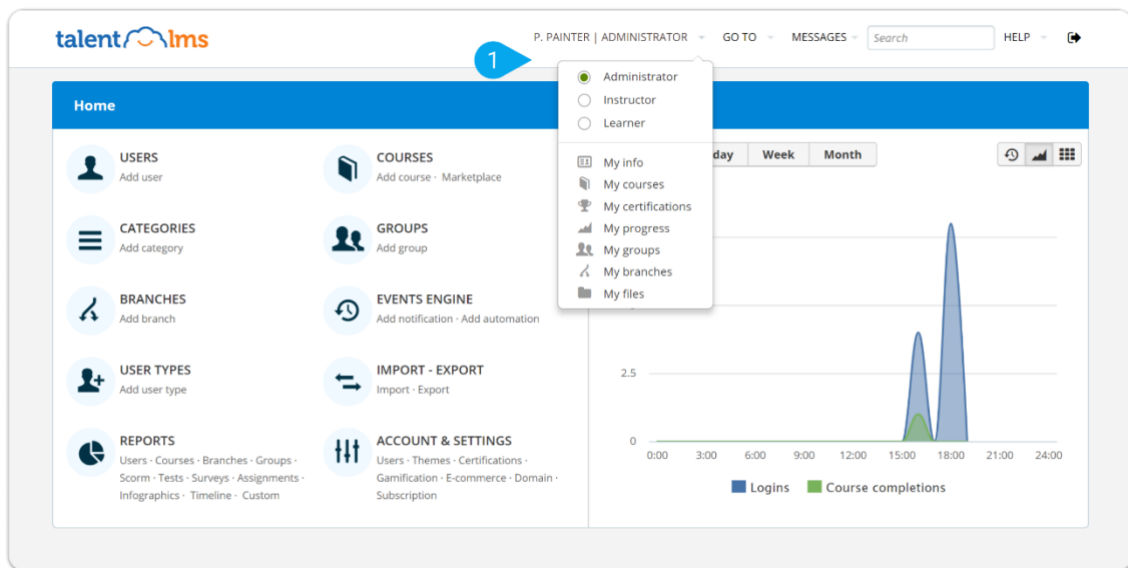 talent lms
P. PAINTER | ADMINISTRATOR
GO TO
MESSAGES
Search
HELP
1
Administrator
Instructor
Learner
My info
My courses
My certifications
My progress
My groups
My branches
My files
Home
USERS
Add user
COURSES
Add course · Marketplace
CATEGORIES
Add category
GROUPS
Add group
BRANCHES
Add branch
EVENTS ENGINE
Add notification · Add automation
USER TYPES
Add user type
IMPORT - EXPORT
Import · Export
REPORTS
Users · Courses · Branches · Groups ·
Scorm · Tests · Surveys · Assignments ·
Infographics · Timeline · Custom
ACCOUNT & SETTINGS
Users · Themes · Certifications ·
Gamification · E-commerce · Domain ·
Subscription
day
Week
Month
2.5
0
0:00 3:00 6:00 9:00 12:00 15:00 18:00 21:00 24:00
Logins
Course completions